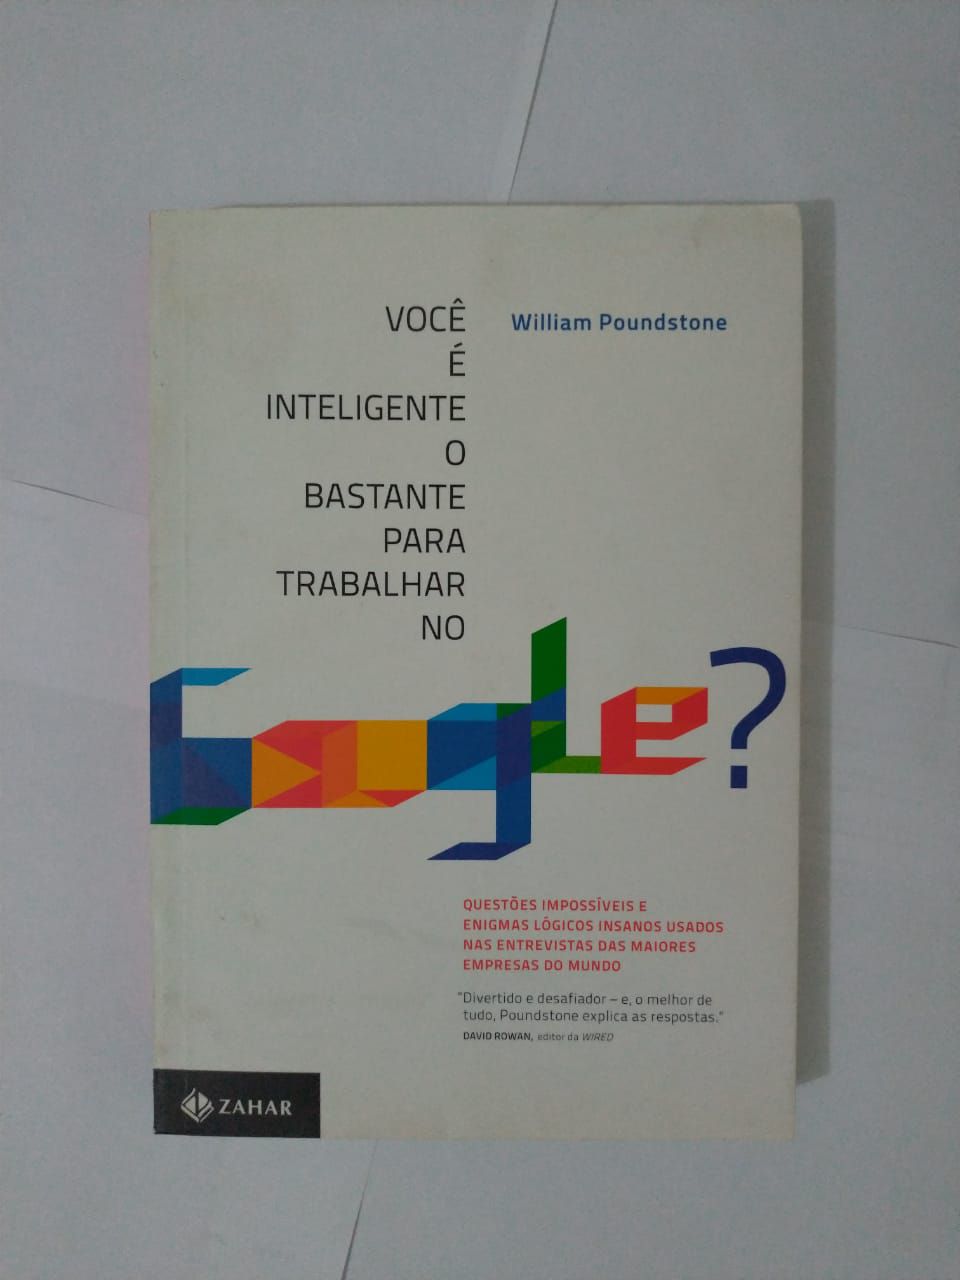 VOCÊ
É
INTELIGENTE
O
BASTANTE
PARA
TRABALHAR
NO
Google?
William Poundstone
QUESTÕES IMPOSSÍVEIS E
ENIGMAS LÓGICOS INSANOS USADOS
NAS ENTREVISTAS DAS MAIORES
EMPRESAS DO MUNDO
"Divertido e desafiador – e, o melhor de
tudo, Poundstone explica as respostas."
DAVID ROWAN, editor da WIRED
ZAHAR